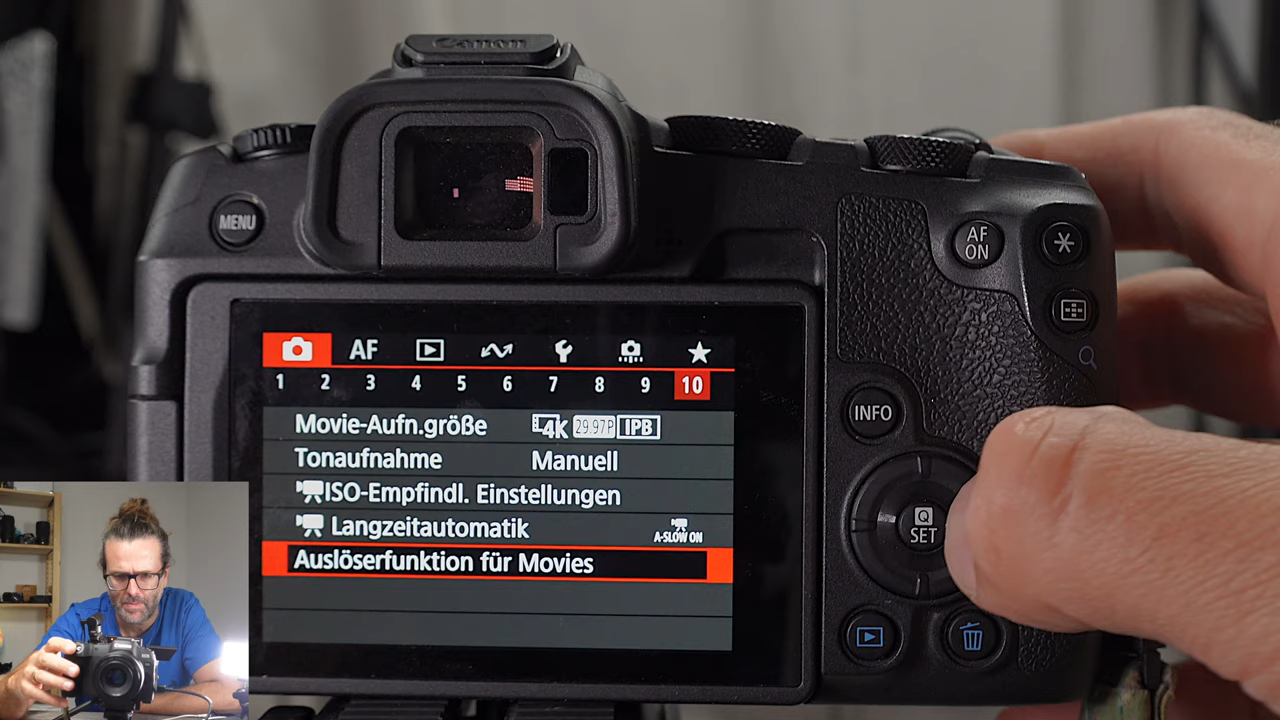 Canon
MENU
AF
ON
AF
1 2 3 4 5 6 7 8 9 10
Movie-Aufn.größe 4K 29.97P IPB
Tonaufnahme Manuell
ISO-Empfindl. Einstellungen
Langzeitautomatik A-SLOW ON
Auslöserfunktion für Movies
INFO
Q
SET